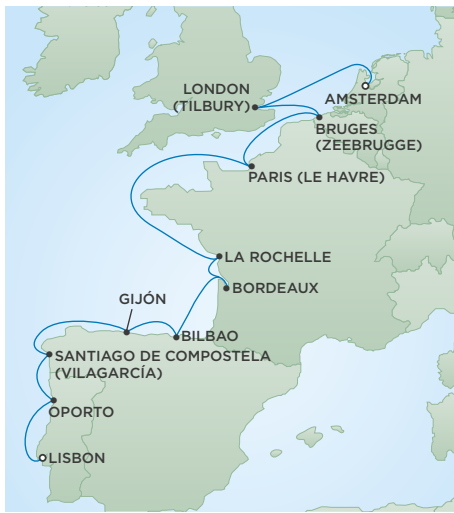 LONDON
(TILBURY)
AMSTERDAM
BRUGES
(ZEEBRUGGE)
PARIS (LE HAVRE)
LA ROCHELLE
BORDEAUX
GIJÓN
BILBAO
SANTIAGO DE COMPOSTELA
(VILAGARCÍA)
OPORTO
LISBON